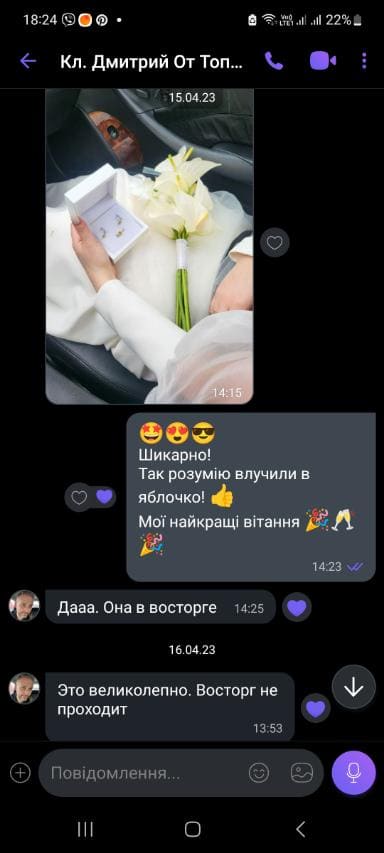 18:24
22%
Кл. Дмитрий От Топ...
15.04.23
14:15
🤩😍😎
Шикарно!
Так розумію влучили в
яблочко! 👍
Мої найкращі вітання 🎉🥂
🎉
14:23
Дааа. Она в восторге 14:25
16.04.23
Это великолепно. Восторг не
проходит
13:53
Повідомлення...